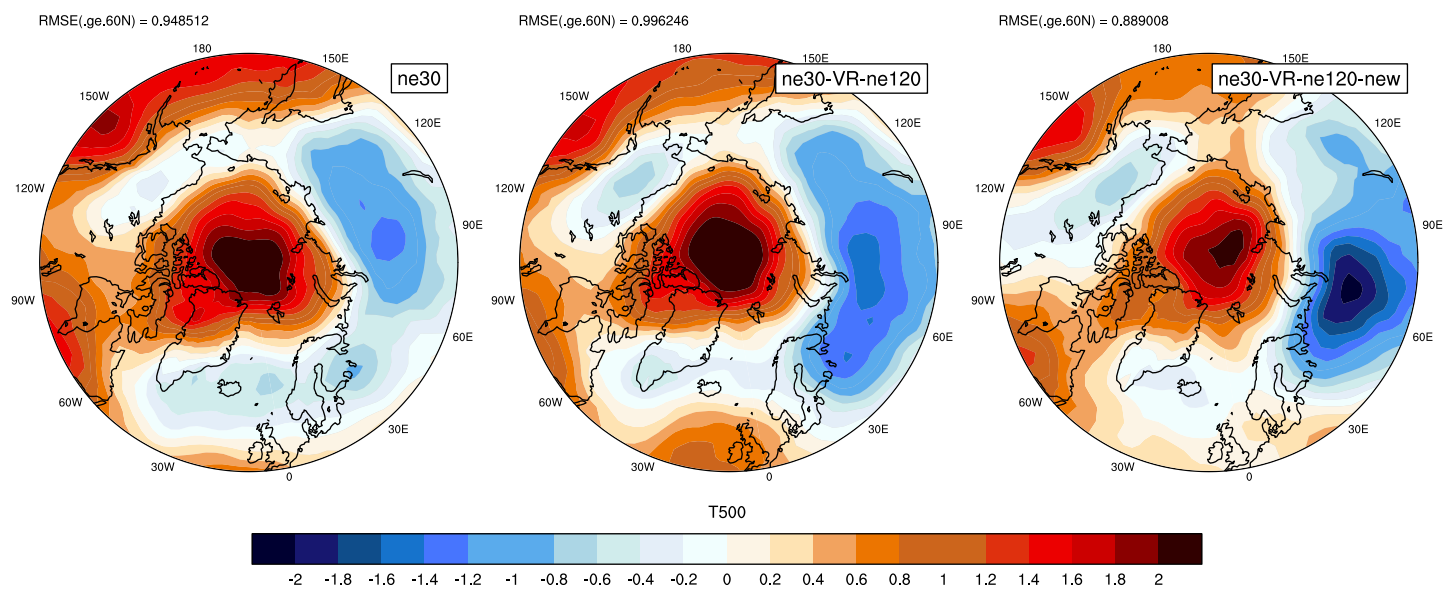 RMSE(.ge.60N) = 0.948512
ne30
180
150E
150W
120E
120W
90E
90W
60E
60W
30E
30W
0
RMSE(.ge.60N) = 0.996246
ne30-VR-ne120
180
150E
150W
120E
120W
90E
90W
60E
60W
30E
30W
0
RMSE(.ge.60N) = 0.889008
ne30-VR-ne120-new
180
150E
150W
120E
120W
90E
90W
60E
60W
30E
30W
0
T500
-2 -1.8 -1.6 -1.4 -1.2 -1 -0.8 -0.6 -0.4 -0.2 0 0.2 0.4 0.6 0.8 1 1.2 1.4 1.6 1.8 2